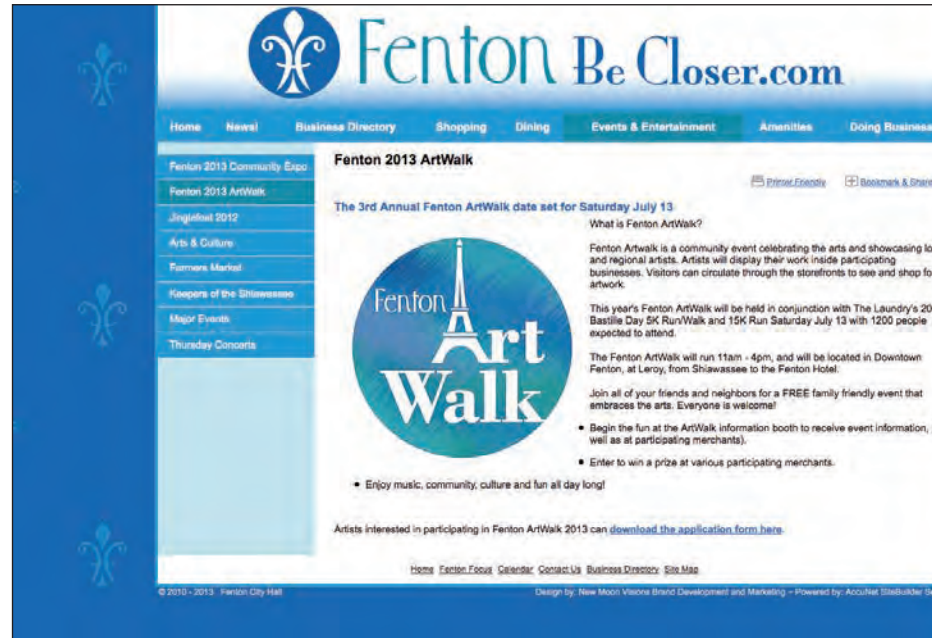 Fenton Be Closer.com
Home News! Business Directory Shopping Dining Events & Entertainment Amenities Doing Business
Fenton 2013 Community Expo
Fenton 2013 ArtWalk
Jinglefest 2012
Arts & Culture
Farmers Market
Keepers of the Shiawassee
Major Events
Thursday Concerts
Fenton 2013 ArtWalk
Printer Friendly Bookmark & Share
The 3rd Annual Fenton ArtWalk date set for Saturday July 13
Fenton
Art
Walk
What is Fenton ArtWalk?
Fenton Artwalk is a community event celebrating the arts and showcasing lo
and regional artists. Artists will display their work inside participating
businesses. Visitors can circulate through the storefronts to see and shop fo
artwork.
This year's Fenton ArtWalk will be held in conjunction with The Laundry's 20
Bastille Day 5K Run/Walk and 15K Run Saturday July 13 with 1200 people
expected to attend.
The Fenton ArtWalk will run 11am - 4pm, and will be located in Downtown
Fenton, at Leroy, from Shiawassee to the Fenton Hotel.
Join all of your friends and neighbors for a FREE family friendly event that
embraces the arts. Everyone is welcome!
• Begin the fun at the ArtWalk information booth to receive event information,
well as at participating merchants).
• Enter to win a prize at various participating merchants.
• Enjoy music, community, culture and fun all day long!
Artists interested in participating in Fenton ArtWalk 2013 can download the application form here.
Home Fenton Focus Calendar Contact Us Business Directory Site Map
© 2010 - 2013 Fenton City Hall
Design by: New Moon Visions Brand Development and Marketing – Powered by: AccuNet SiteBuilder Se